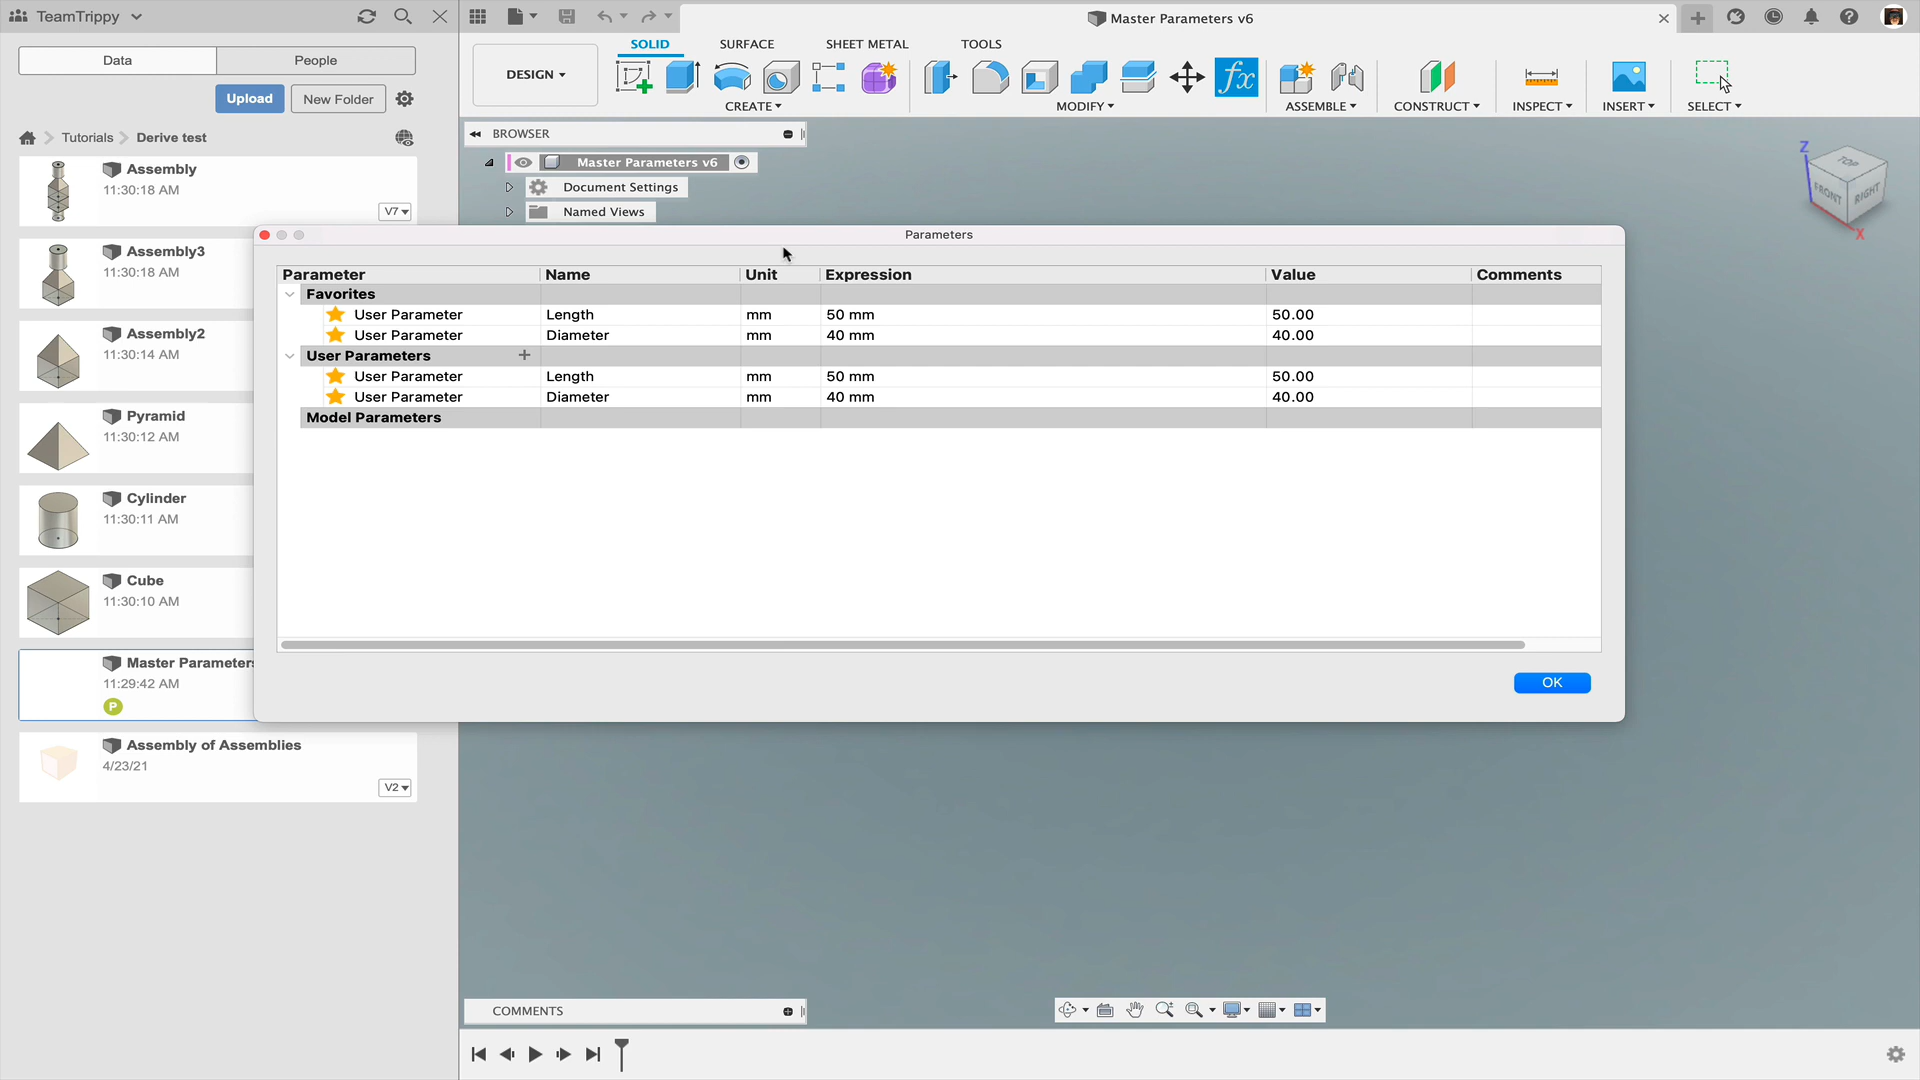 TeamTrippy
Data
People
Upload
New Folder
Tutorials
Derive test
Assembly
11:30:18 AM
V7
Assembly3
11:30:18 AM
Assembly2
11:30:14 AM
Pyramid
11:30:12 AM
Cylinder
11:30:11 AM
Cube
11:30:10 AM
Master Parameters
11:29:42 AM
P
Assembly of Assemblies
4/23/21
V2
Master Parameters v6
DESIGN
SOLID
SURFACE
SHEET METAL
TOOLS
fx
CREATE
MODIFY
ASSEMBLE
CONSTRUCT
INSPECT
INSERT
SELECT
BROWSER
Master Parameters v6
Document Settings
Named Views
Z
TOP
FRONT
RIGHT
X
Parameters
Parameter Name Unit Expression Value Comments
Favorites
User Parameter Length mm 50 mm 50.00
User Parameter Diameter mm 40 mm 40.00
User Parameters +
User Parameter Length mm 50 mm 50.00
User Parameter Diameter mm 40 mm 40.00
Model Parameters
OK
COMMENTS